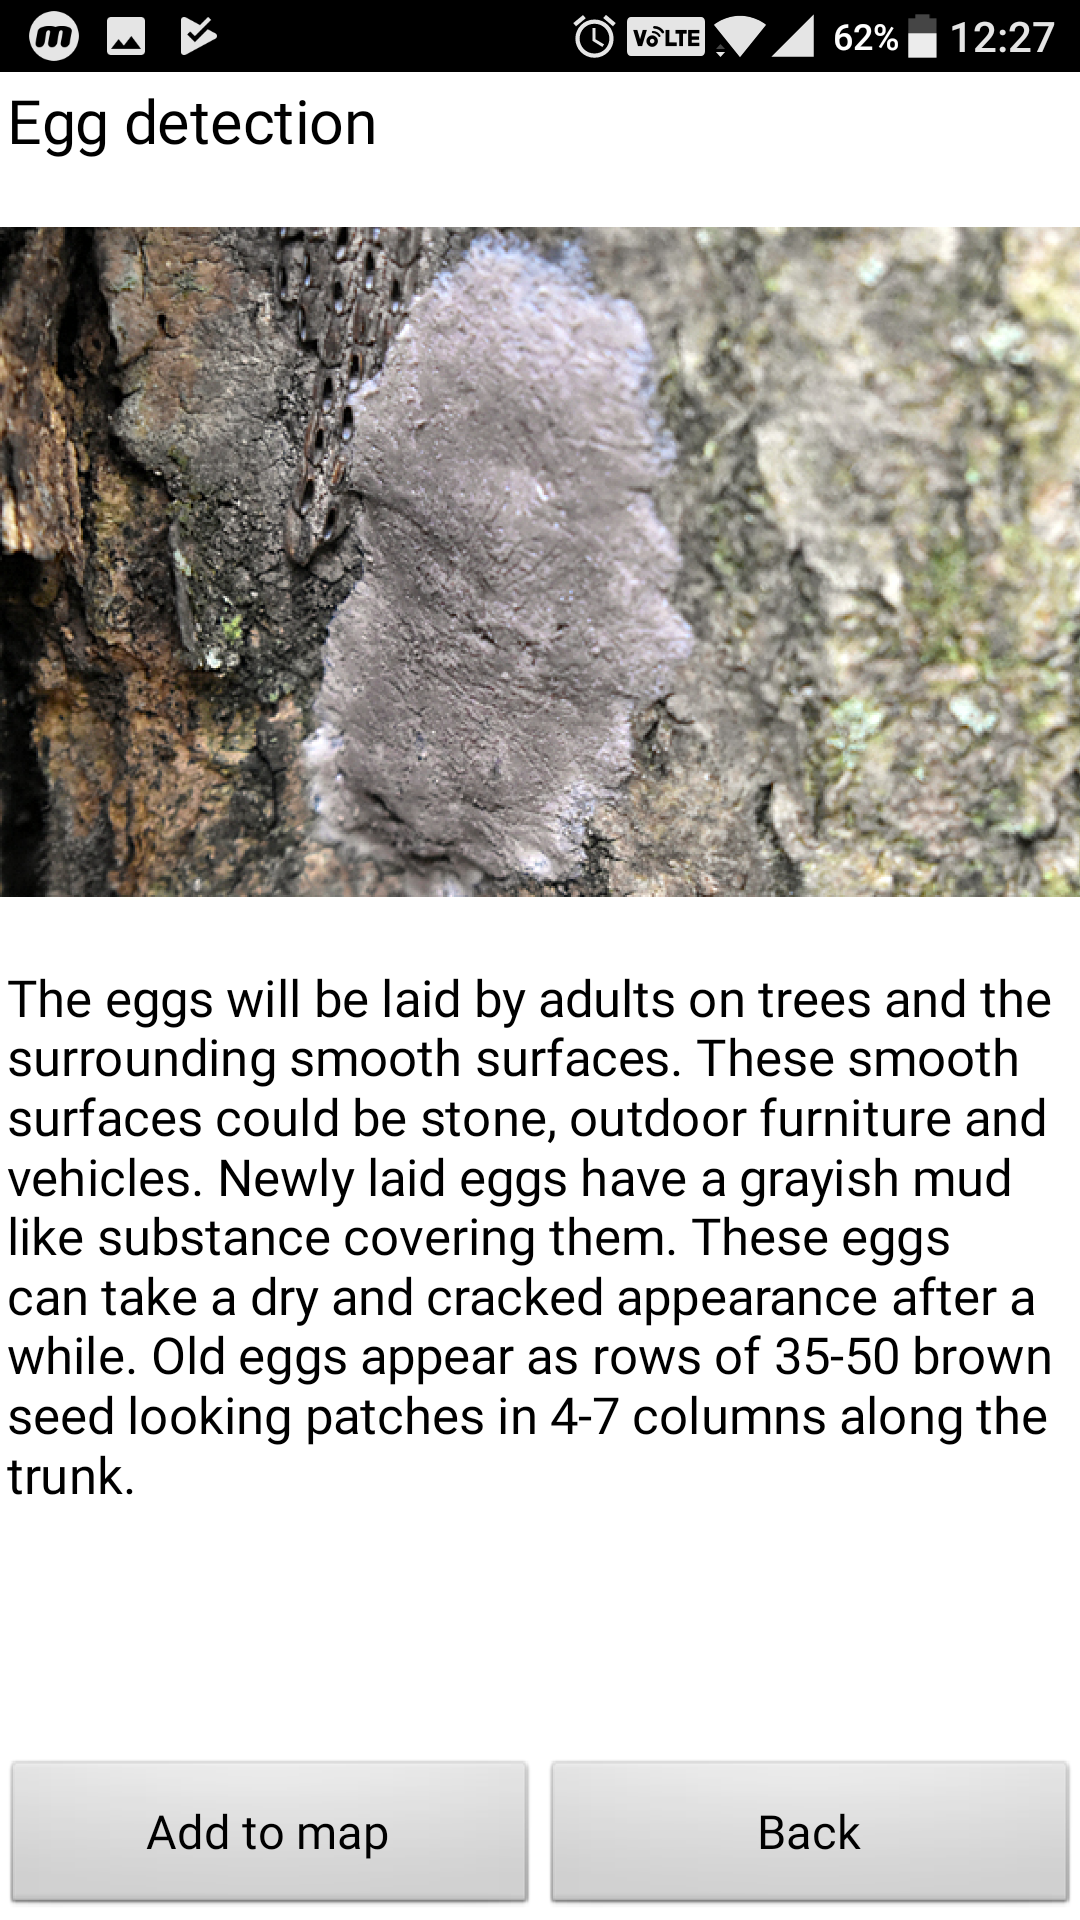 VoLTE 62% 12:27
Egg detection
The eggs will be laid by adults on trees and the
surrounding smooth surfaces. These smooth
surfaces could be stone, outdoor furniture and
vehicles. Newly laid eggs have a grayish mud
like substance covering them. These eggs
can take a dry and cracked appearance after a
while. Old eggs appear as rows of 35-50 brown
seed looking patches in 4-7 columns along the
trunk.
Add to map Back